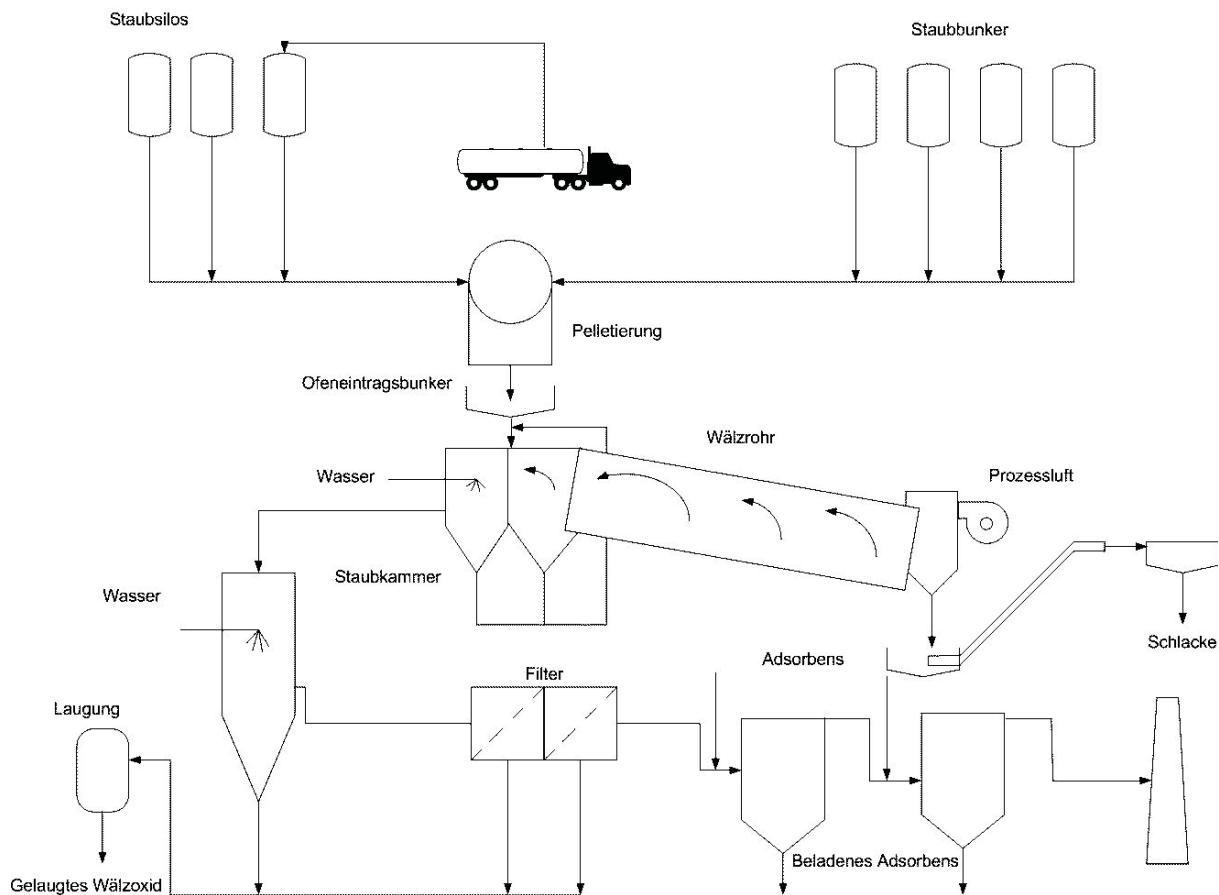 Staubsilos
Staubbunker
Pelletierung
Ofeneintragsbunker
Wälzrohr
Wasser
Prozessluft
Staubkammer
Wasser
Schlacke
Adsorbens
Filter
Laugung
Beladenes Adsorbens
Gelaugtes Wälzoxid